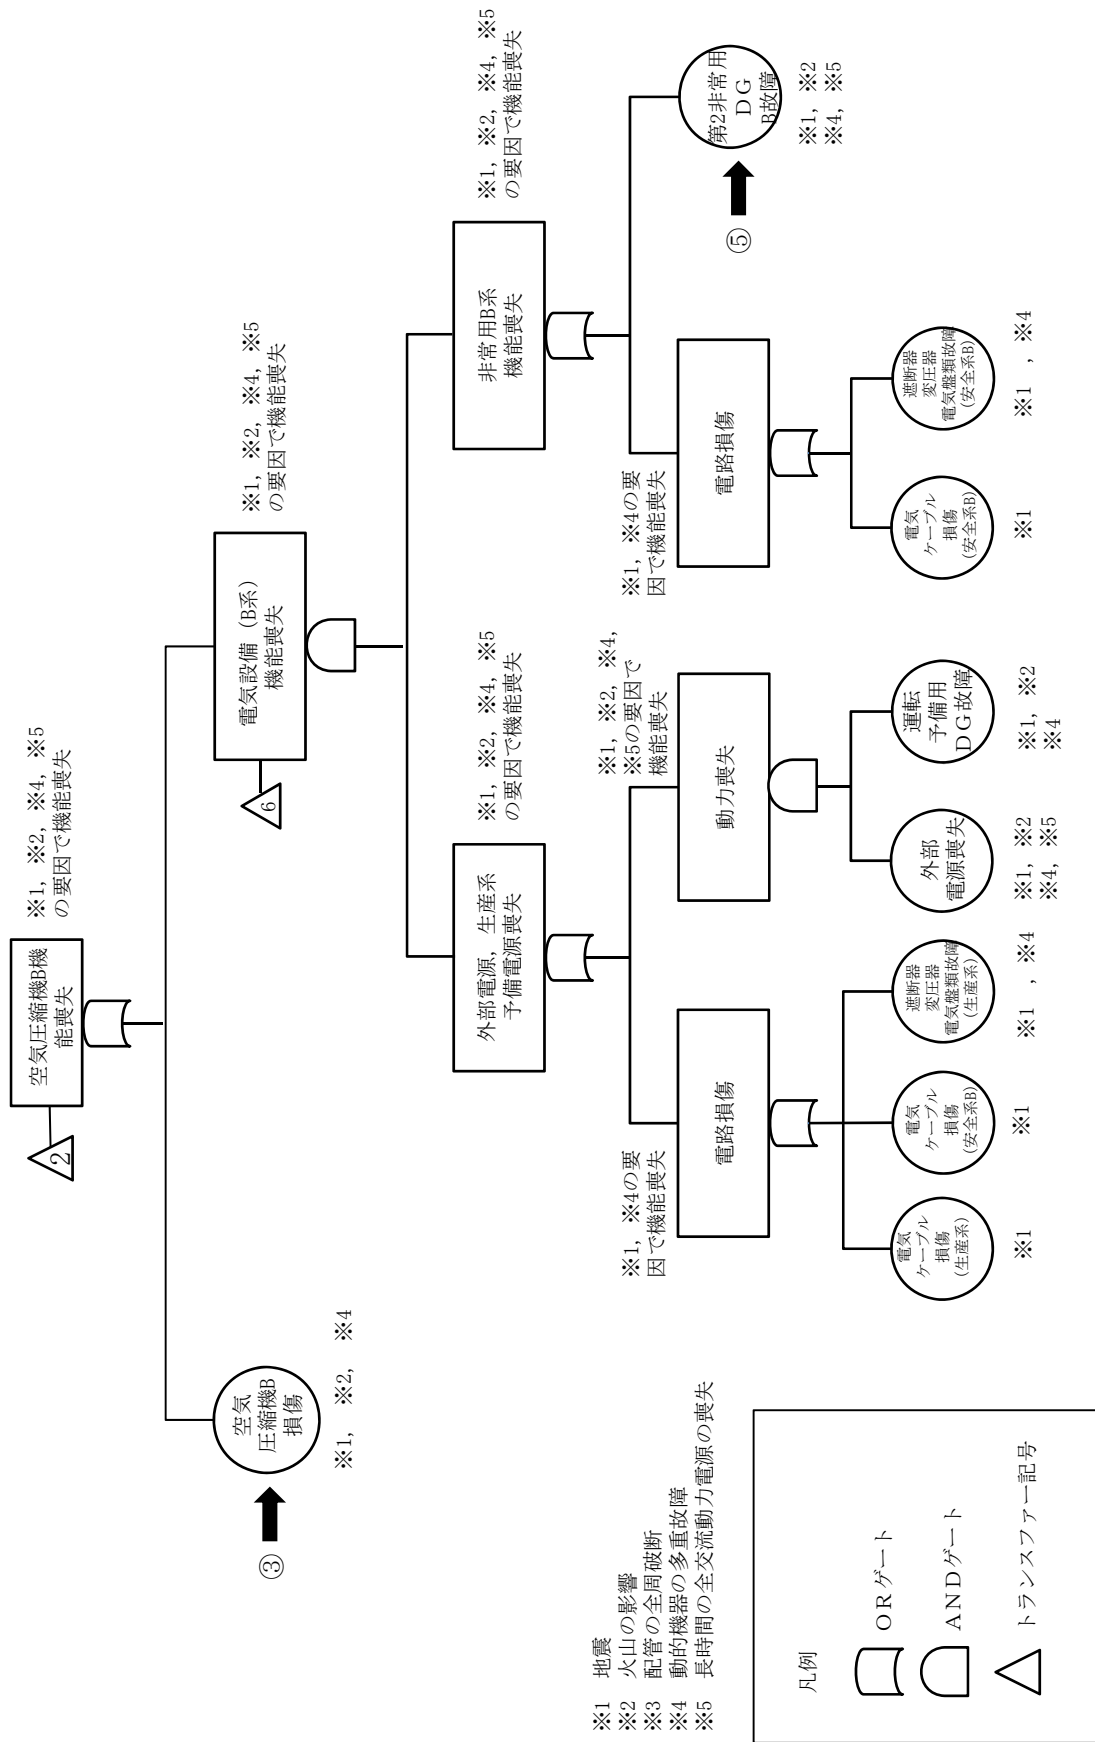 空気圧縮機B機
能喪失
※1, ※2, ※4, ※5
の要因で機能喪失
2
③
空気
圧縮機B
損傷
※1, ※2, ※4
電気設備（B系）
機能喪失
※1, ※2, ※4, ※5
の要因で機能喪失
6
外部電源，生産系
予備電源喪失
※1, ※2, ※4, ※5
の要因で機能喪失
非常用B系
機能喪失
※1, ※2, ※4, ※5
の要因で機能喪失
※1, ※4の要
因で機能喪失
電路損傷
※1, ※2, ※4,
※5の要因で
機能喪失
動力喪失
※1, ※4の要
因で機能喪失
電路損傷
⑤
第2非常用
DG
B故障
※1, ※2
※4, ※5
電気
ケーブル
損傷
(生産系)
※1
電気
ケーブル
損傷
(安全系B)
※1
遮断器
変圧器
電気盤類故障
(生産系)
※1 , ※4
外部
電源喪失
※1, ※2
※4, ※5
運転
予備用
DG故障
※1, ※2
※4
電気
ケーブル
損傷
(安全系B)
※1
遮断器
変圧器
電気盤類故障
(安全系B)
※1 , ※4
※1 地震
※2 火山の影響
※3 配管の全周破断
※4 動的機器の多重故障
※5 長時間の全交流動力電源の喪失
凡例
ORゲート
ANDゲート
トランスファー記号